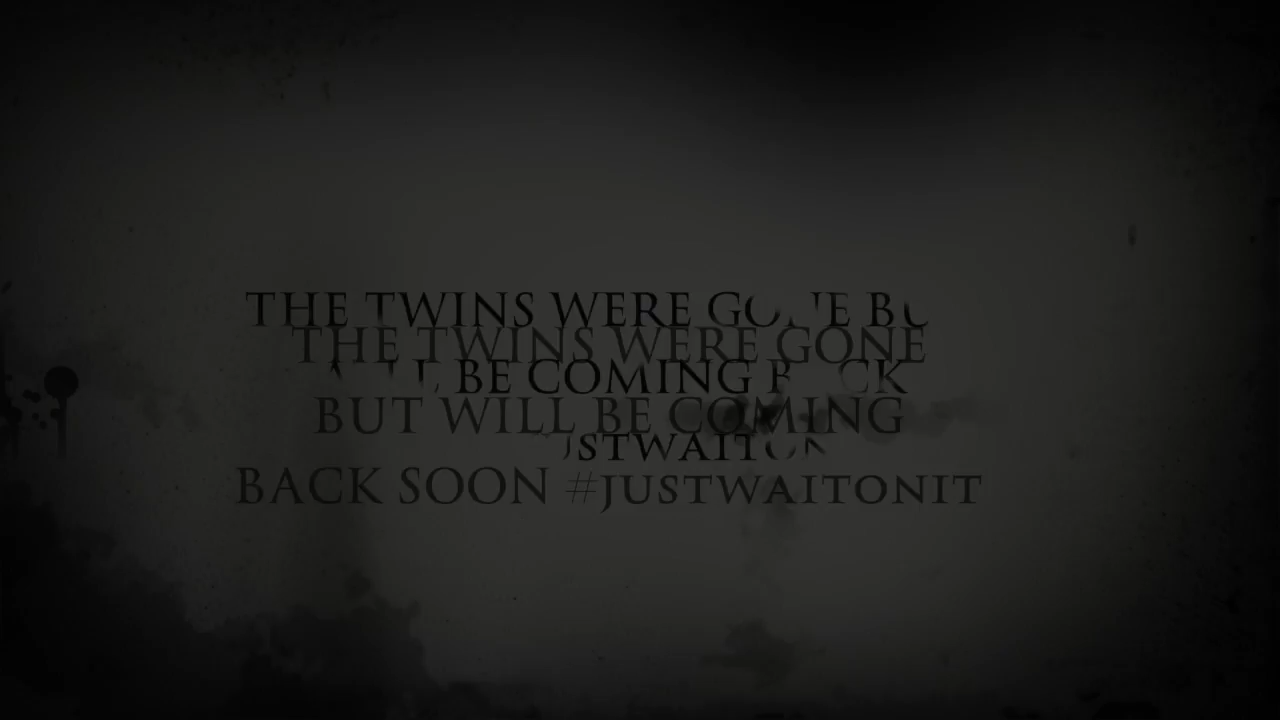 THE TWINS WERE
THE TWINS WERE GONE
BE COMING
BUT WILL BE COMING
BACK SOON #JUSTWAITONIT